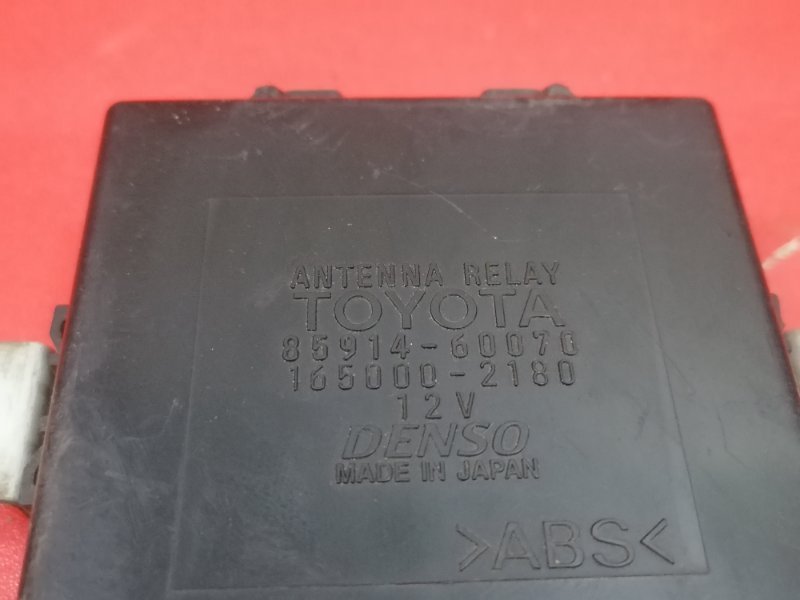 ANTENNA RELAY
TOYOTA
85914-60070
165000-2180
12V
DENSO
MADE IN JAPAN
>ABS<